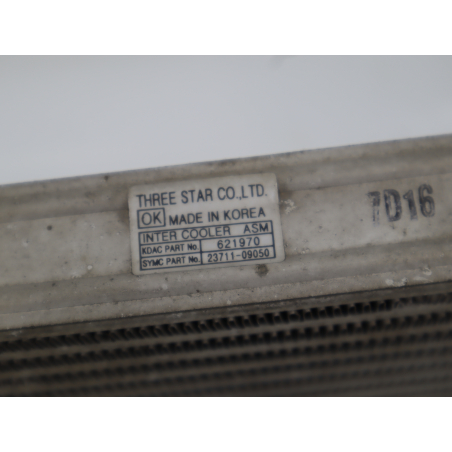 THREE STAR CO.,LTD.
OK MADE IN KOREA
INTER COOLER ASM
KDAC PART No. 621970
SYMC PART No. 23711-09050
7D16